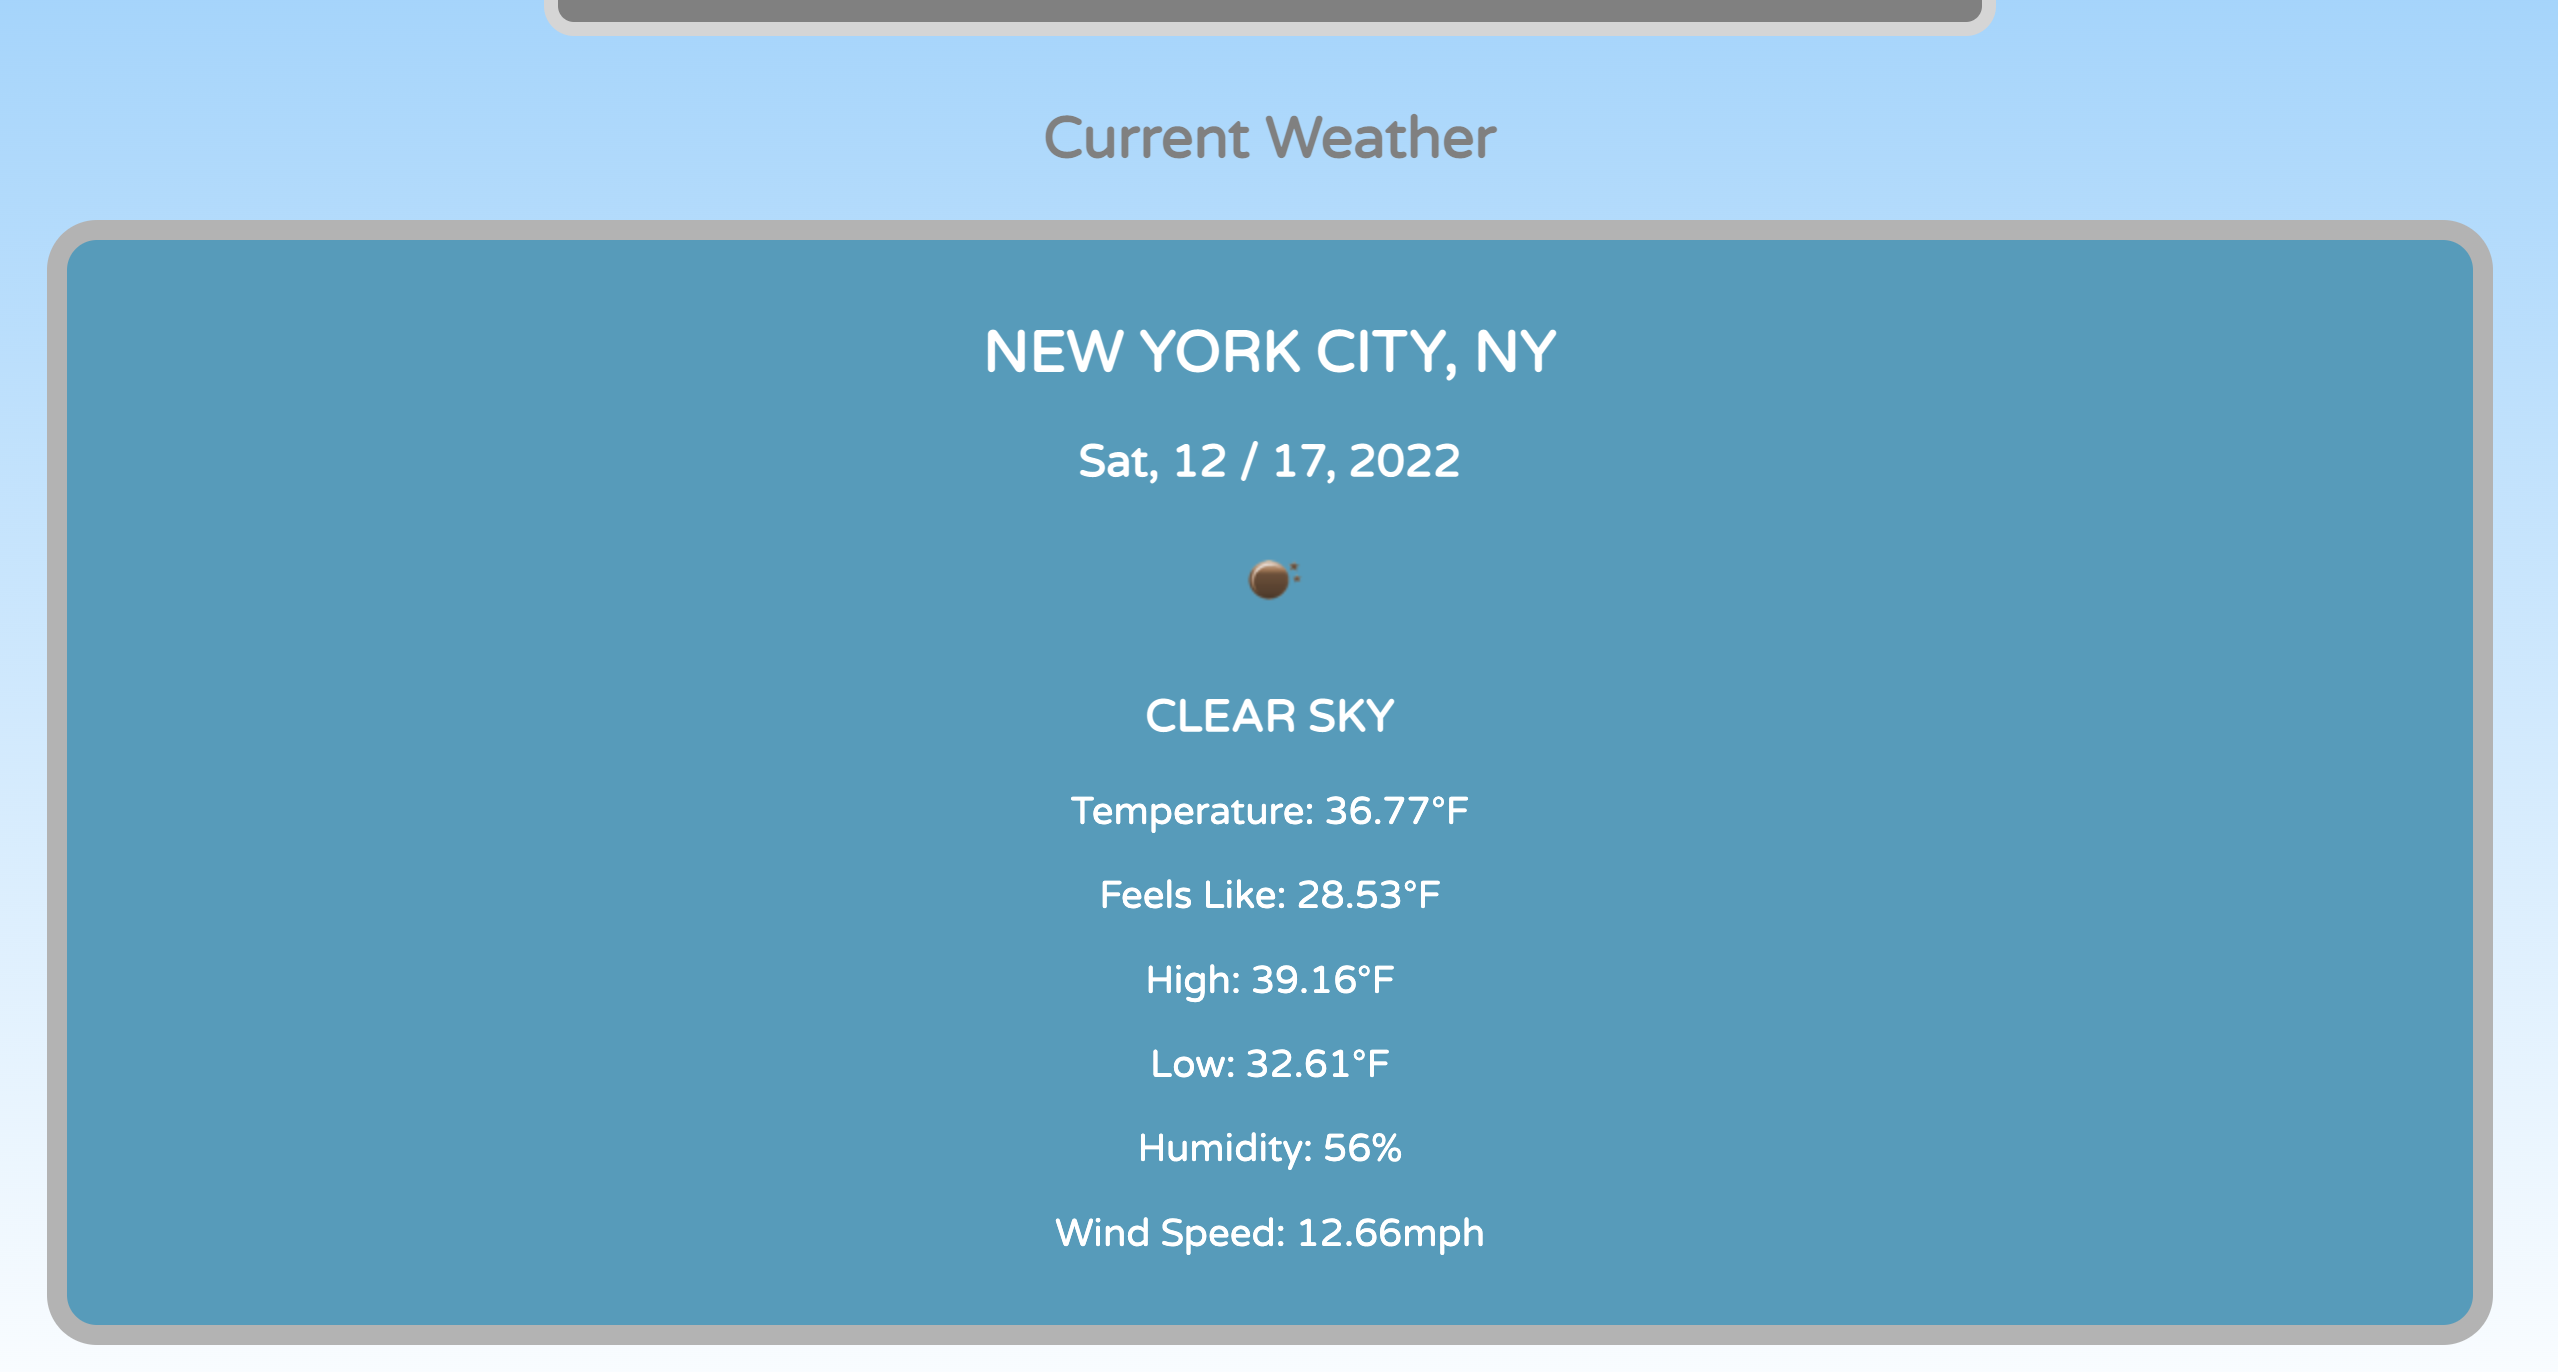 Current Weather
NEW YORK CITY, NY
Sat, 12 / 17, 2022
CLEAR SKY
Temperature: 36.77°F
Feels Like: 28.53°F
High: 39.16°F
Low: 32.61°F
Humidity: 56%
Wind Speed: 12.66mph